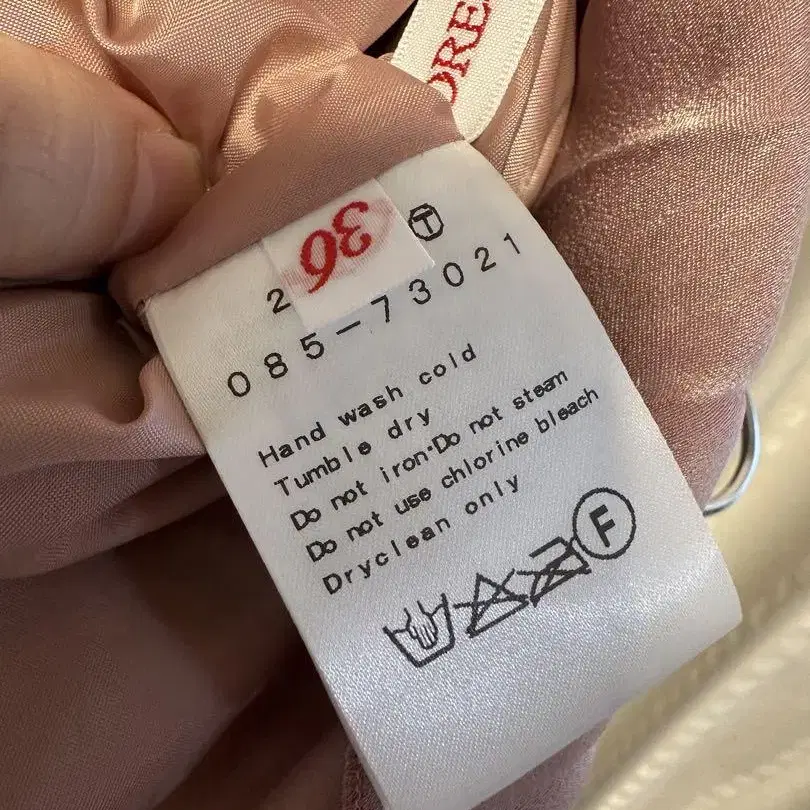 DRE
36
2 T
085-73021
Hand wash cold
Tumble dry
Do not iron·Do not steam
Do not use chlorine bleach
Dryclean only
F